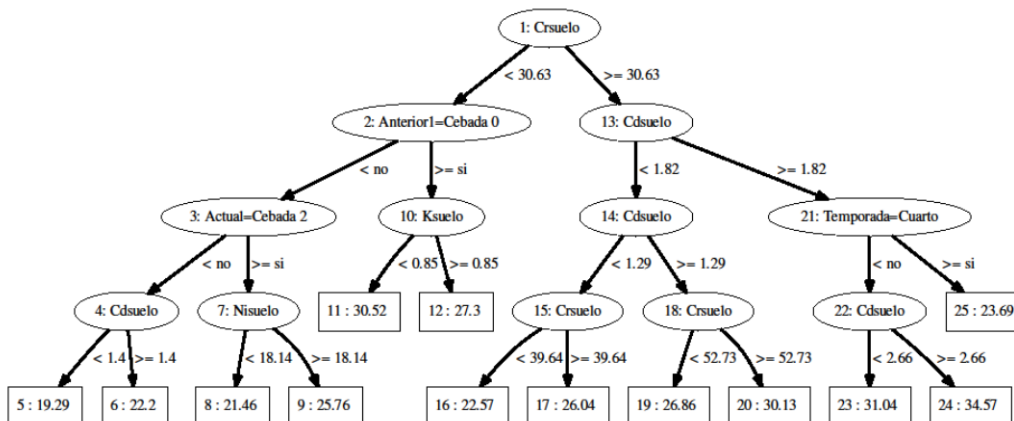 1: Crsuelo
< 30.63 >= 30.63
2: Anterior1=Cebada 0 13: Cdsuelo
< no >= si < 1.82 >= 1.82
3: Actual=Cebada 2 10: Ksuelo 14: Cdsuelo 21: Temporada=Cuarto
< no >= si < 0.85 >= 0.85 < 1.29 >= 1.29 < no >= si
4: Cdsuelo 7: Nisuelo 11 : 30.52 12 : 27.3 15: Crsuelo 18: Crsuelo 22: Cdsuelo 25 : 23.69
< 1.4 >= 1.4 < 18.14 >= 18.14 < 39.64 >= 39.64 < 52.73 >= 52.73 < 2.66 >= 2.66
5 : 19.29 6 : 22.2 8 : 21.46 9 : 25.76 16 : 22.57 17 : 26.04 19 : 26.86 20 : 30.13 23 : 31.04 24 : 34.57